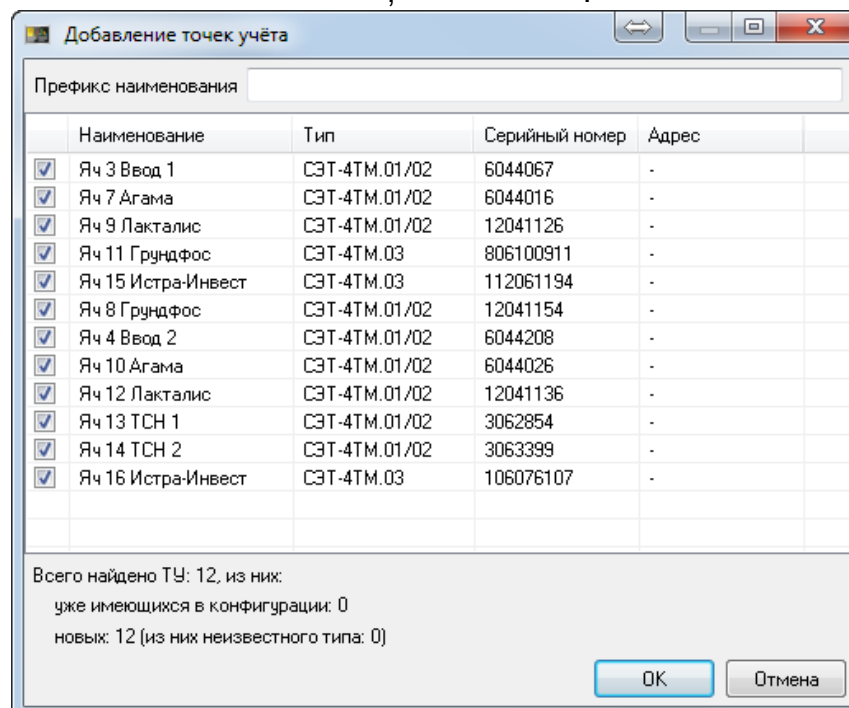 Добавление точек учёта
Префикс наименования
Наименование Тип Серийный номер Адрес
Яч 3 Ввод 1 СЭТ-4ТМ.01/02 6044067 -
Яч 7 Агама СЭТ-4ТМ.01/02 6044016 -
Яч 9 Лакталис СЭТ-4ТМ.01/02 12041126 -
Яч 11 Грундфос СЭТ-4ТМ.03 806100911 -
Яч 15 Истра-Инвест СЭТ-4ТМ.03 112061194 -
Яч 8 Грундфос СЭТ-4ТМ.01/02 12041154 -
Яч 4 Ввод 2 СЭТ-4ТМ.01/02 6044208 -
Яч 10 Агама СЭТ-4ТМ.01/02 6044026 -
Яч 12 Лакталис СЭТ-4ТМ.01/02 12041136 -
Яч 13 ТСН 1 СЭТ-4ТМ.01/02 3062854 -
Яч 14 ТСН 2 СЭТ-4ТМ.01/02 3063399 -
Яч 16 Истра-Инвест СЭТ-4ТМ.03 106076107 -
Всего найдено ТУ: 12, из них:
уже имеющихся в конфигурации: 0
новых: 12 (из них неизвестного типа: 0)
ОК Отмена